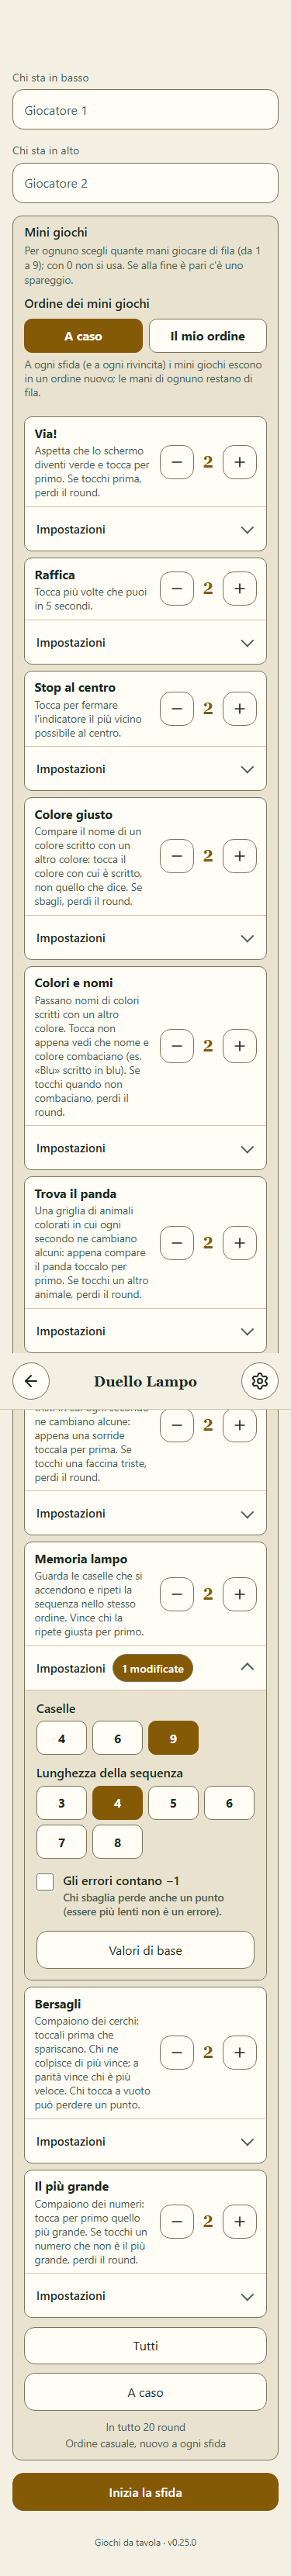 Chi sta in basso
Giocatore 1
Chi sta in alto
Giocatore 2
Mini giochi
Per ognuno scegli quante mani giocare di fila (da 1
a 9); con 0 non si usa. Se alla fine è pari c'è uno
spareggio.
Ordine dei mini giochi
A caso
Il mio ordine
A ogni sfida (e a ogni rivincita) i mini giochi escono
in un ordine nuovo; le mani di ognuno restano di
fila.
Via!
Aspetta che lo schermo
diventi verde e tocca per
primo. Se tocchi prima,
perdi il round.
− 2 +
Impostazioni
Raffica
Tocca più volte che puoi
in 5 secondi.
− 2 +
Impostazioni
Stop al centro
Tocca per fermare
l'indicatore il più vicino
possibile al centro.
− 2 +
Impostazioni
Colore giusto
Compare il nome di un
colore scritto con un
altro colore: tocca il
colore con cui è scritto,
non quello che dice. Se
sbagli, perdi il round.
− 2 +
Impostazioni
Colori e nomi
Passano nomi di colori
scritti con un altro
colore. Tocca non
appena vedi che nome e
colore combaciano (es.
«Blu» scritto in blu). Se
tocchi quando non
combaciano, perdi il
round.
− 2 +
Impostazioni
Trova il panda
Una griglia di animali
colorati in cui ogni
secondo ne cambiano
alcuni: appena compare
il panda toccalo per
primo. Se tocchi un altro
animale, perdi il round.
− 2 +
Impostazioni
Duello Lampo
ne cambiano alcune:
appena una sorride
toccala per prima. Se
tocchi una faccina triste,
perdi il round.
− 2 +
Impostazioni
Memoria lampo
Guarda le caselle che si
accendono e ripeti la
sequenza nello stesso
ordine. Vince chi la
ripete giusta per primo.
− 2 +
Impostazioni
1 modificate
Caselle
4 6 9
Lunghezza della sequenza
3 4 5 6
7 8
Gli errori contano −1
Chi sbaglia perde anche un punto
(essere più lenti non è un errore).
Valori di base
Bersagli
Compaiono dei cerchi:
toccali prima che
spariscano. Chi ne
colpisce di più vince; a
parità vince chi è più
veloce. Chi tocca a vuoto
può perdere un punto.
− 2 +
Impostazioni
Il più grande
Compaiono dei numeri:
tocca per primo quello
più grande. Se tocchi un
numero che non è il più
grande, perdi il round.
− 2 +
Impostazioni
Tutti
A caso
In tutto 20 round
Ordine casuale, nuovo a ogni sfida
Inizia la sfida
Giochi da tavola · v0.25.0